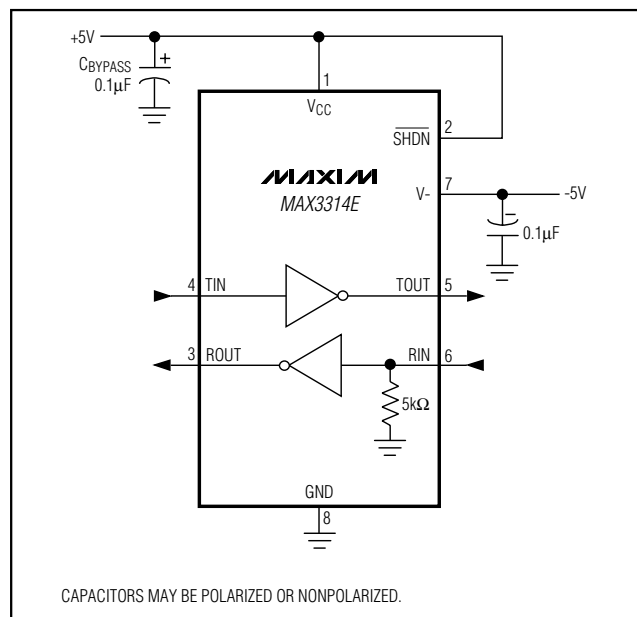 +5V
CBYPASS
0.1μF
+
1
VCC
2
SHDN
MAXIM
MAX3314E
V-
7
-5V
−
0.1μF
4
TIN
TOUT
5
3
ROUT
RIN
6
5kΩ
GND
8
CAPACITORS MAY BE POLARIZED OR NONPOLARIZED.